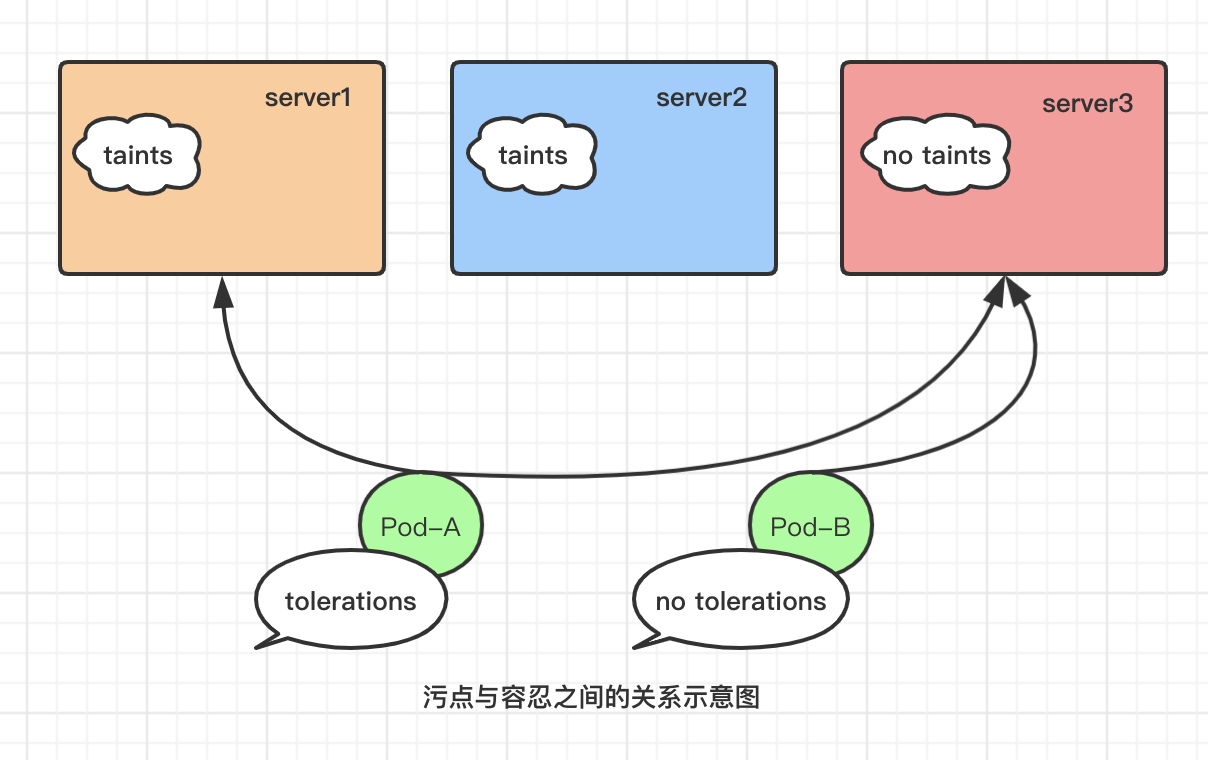 server1
taints
server2
taints
server3
no taints
Pod-A
tolerations
Pod-B
no tolerations
污点与容忍之间的关系示意图